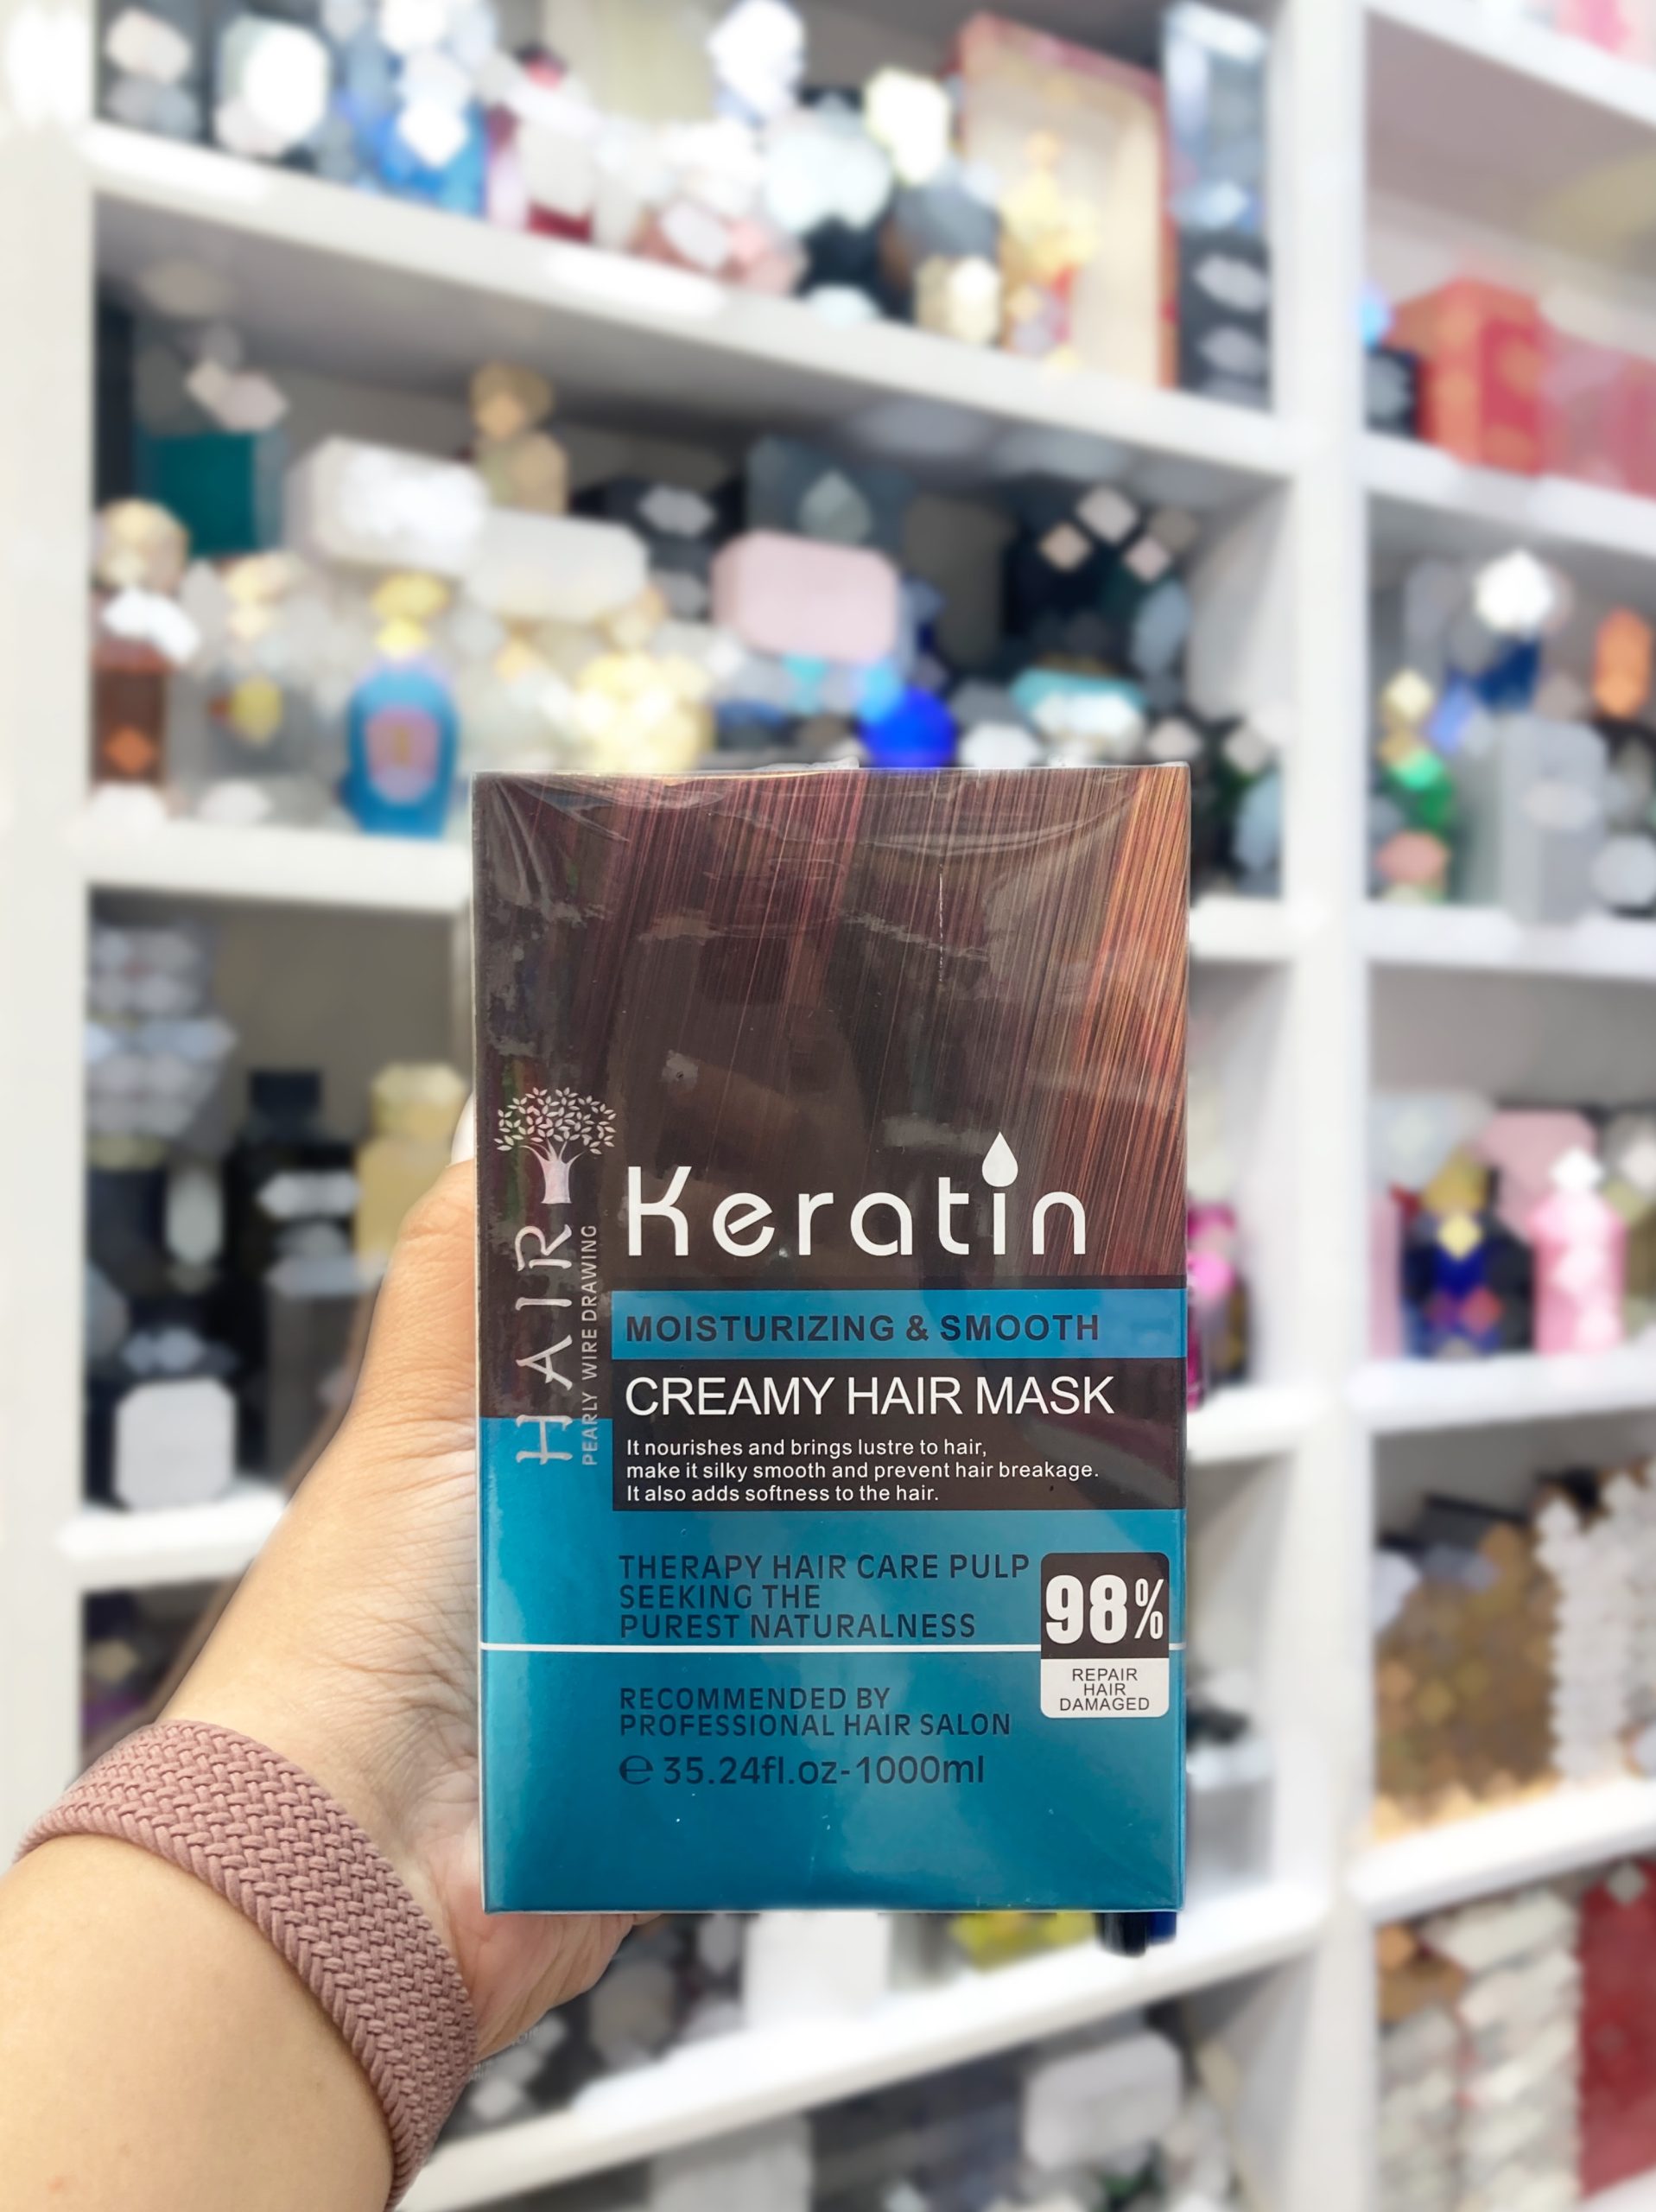 HAIR
PEARLY WIRE DRAWING
Keratin
MOISTURIZING & SMOOTH
CREAMY HAIR MASK
It nourishes and brings lustre to hair,
make it silky smooth and prevent hair breakage.
It also adds softness to the hair.
THERAPY HAIR CARE PULP
SEEKING THE
PUREST NATURALNESS
98%
REPAIR
HAIR
DAMAGED
RECOMMENDED BY
PROFESSIONAL HAIR SALON
℮ 35.24fl.oz-1000ml